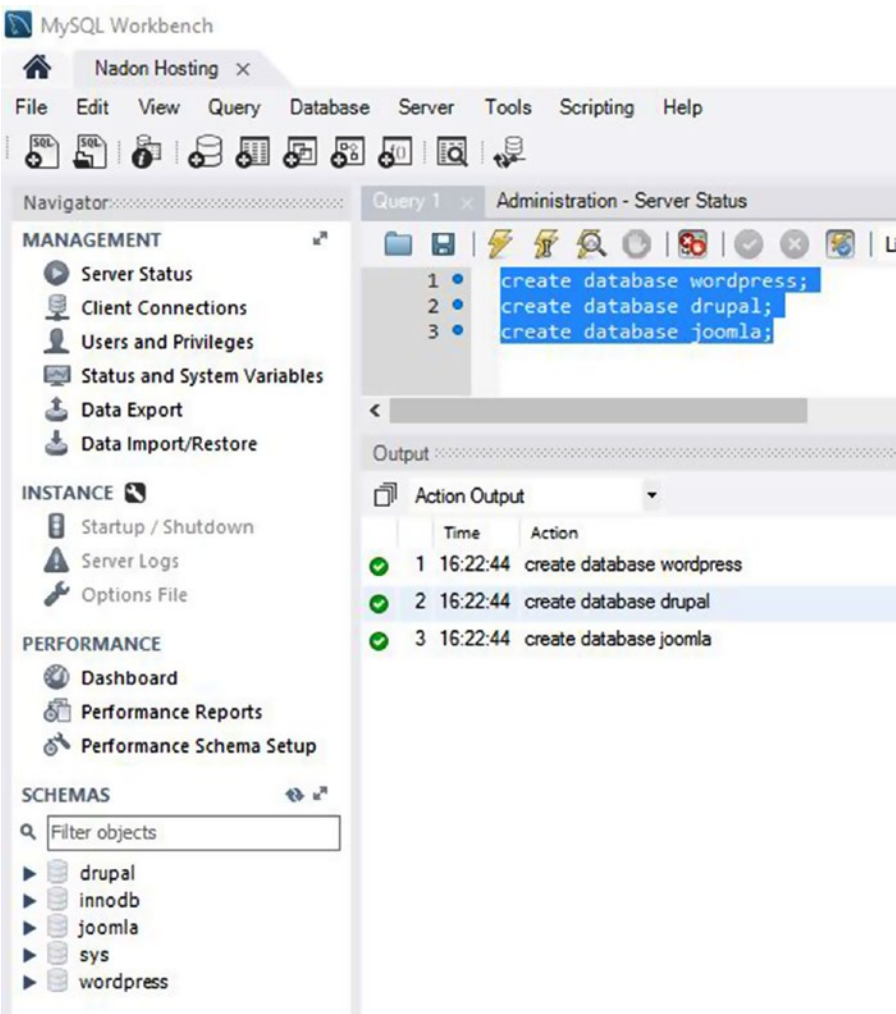 MySQL Workbench
Nadon Hosting ×
File Edit View Query Database Server Tools Scripting Help
SQL SQL
Navigator
Query 1 × Administration - Server Status
MANAGEMENT
Server Status
Client Connections
Users and Privileges
Status and System Variables
Data Export
Data Import/Restore
INSTANCE
Startup / Shutdown
Server Logs
Options File
PERFORMANCE
Dashboard
Performance Reports
Performance Schema Setup
SCHEMAS
Filter objects
drupal
innodb
joomla
sys
wordpress
1 create database wordpress;
2 create database drupal;
3 create database joomla;
Output
Action Output
Time Action
1 16:22:44 create database wordpress
2 16:22:44 create database drupal
3 16:22:44 create database joomla